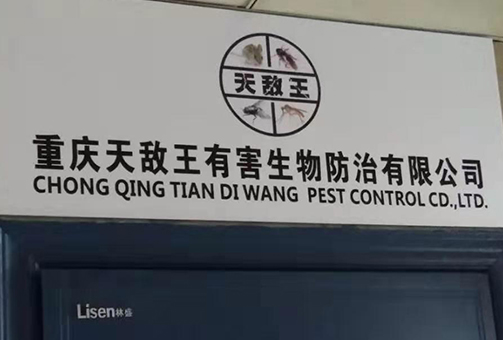 天敌王
重庆天敌王有害生物防治有限公司
CHONG QING TIAN DI WANG PEST CONTROL CD.,LTD.
Lisen林盛